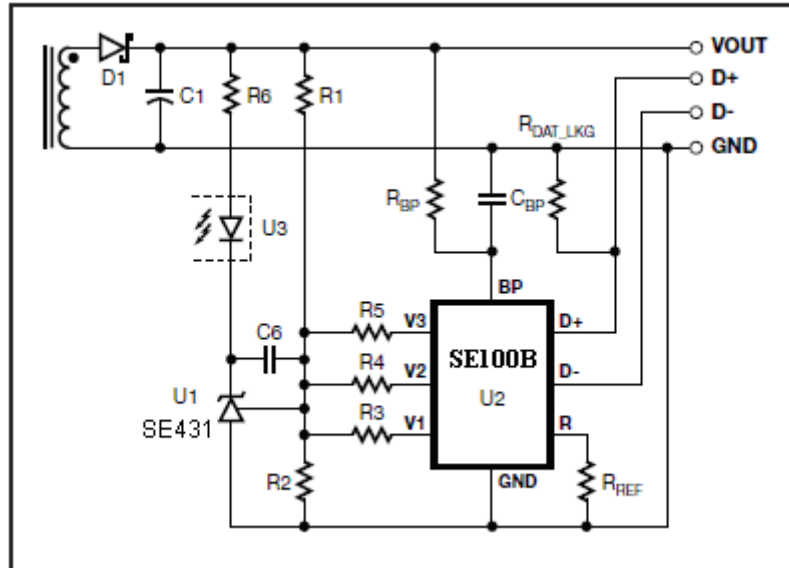 VOUT
D+
D-
GND
D1
C1
R6
R1
RDAT_LKG
RBP
CBP
U3
BP
C6
R5
V3
D+
R4
V2
SE100B
D-
U2
U1
SE431
R3
V1
R
R2
GND
RREF